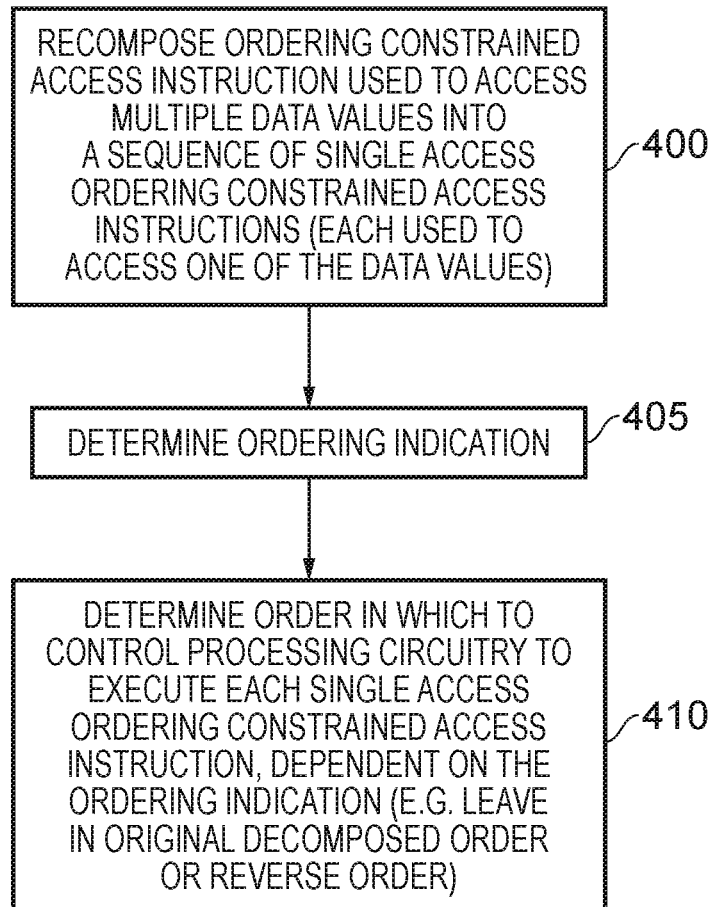 RECOMPOSE ORDERING CONSTRAINED
ACCESS INSTRUCTION USED TO ACCESS
MULTIPLE DATA VALUES INTO
A SEQUENCE OF SINGLE ACCESS
ORDERING CONSTRAINED ACCESS
INSTRUCTIONS (EACH USED TO
ACCESS ONE OF THE DATA VALUES)
400
DETERMINE ORDERING INDICATION
405
DETERMINE ORDER IN WHICH TO
CONTROL PROCESSING CIRCUITRY TO
EXECUTE EACH SINGLE ACCESS
ORDERING CONSTRAINED ACCESS
INSTRUCTION, DEPENDENT ON THE
ORDERING INDICATION (E.G. LEAVE
IN ORIGINAL DECOMPOSED ORDER
OR REVERSE ORDER)
410